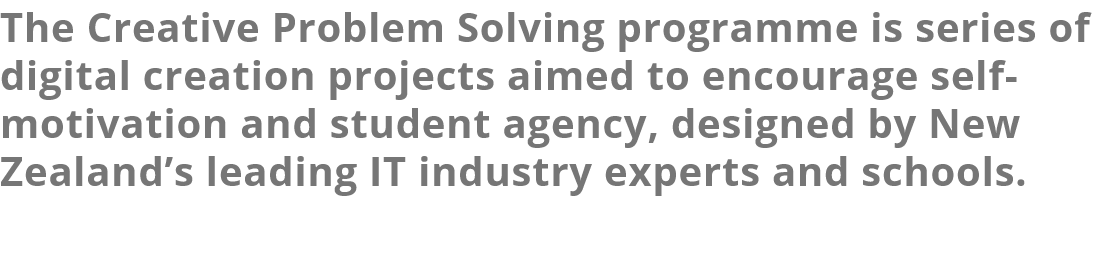 The Creative Problem Solving programme is series of
digital creation projects aimed to encourage self-
motivation and student agency, designed by New
Zealand’s leading IT industry experts and schools.